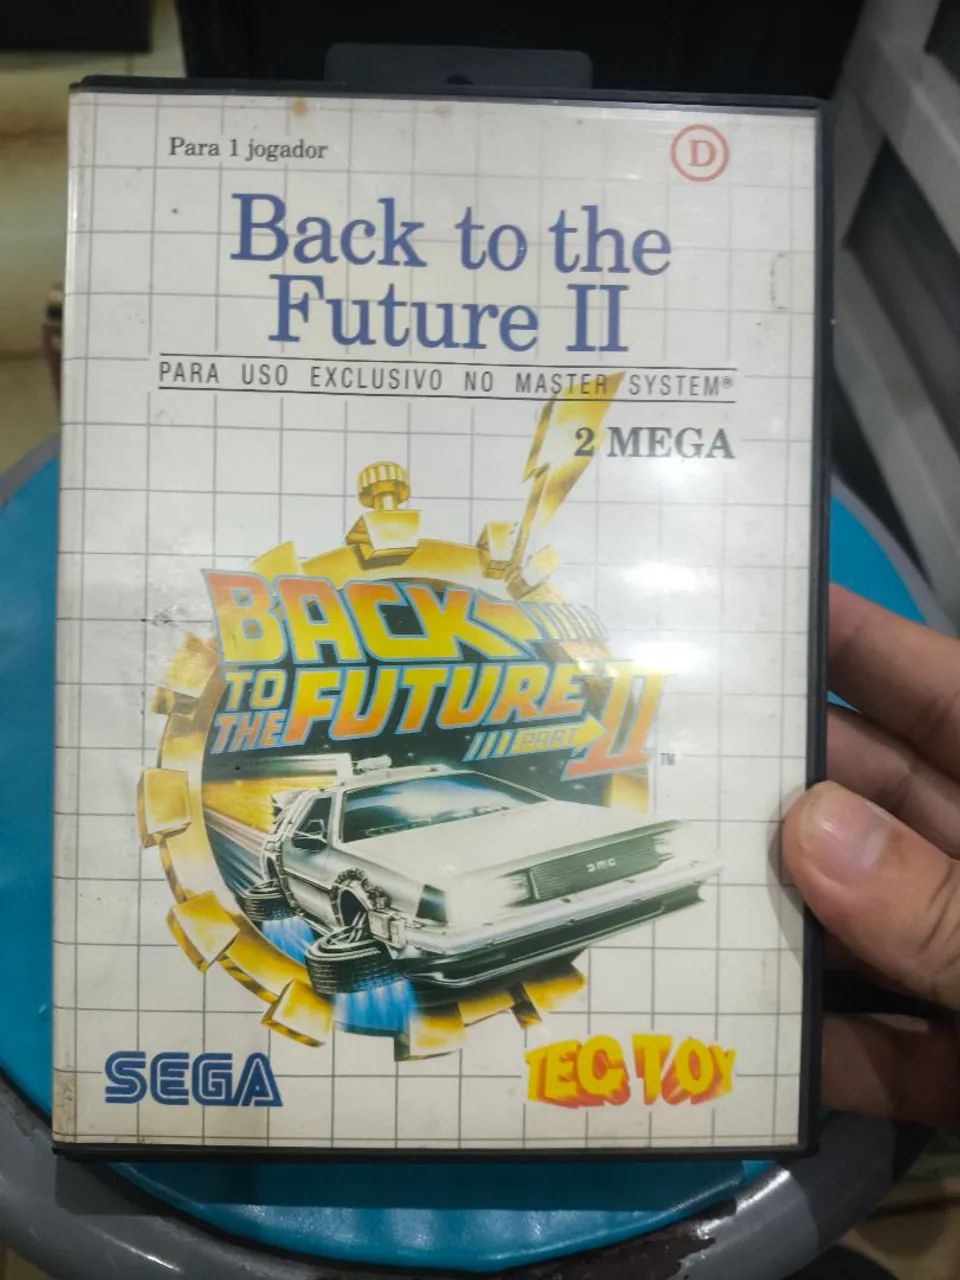 Para 1 jogador
D
Back to the
Future II
PARA USO EXCLUSIVO NO MASTER SYSTEM®
2 MEGA
BACK
TO THE FUTURE
PART II
TM
DMC
SEGA
TEC TOY